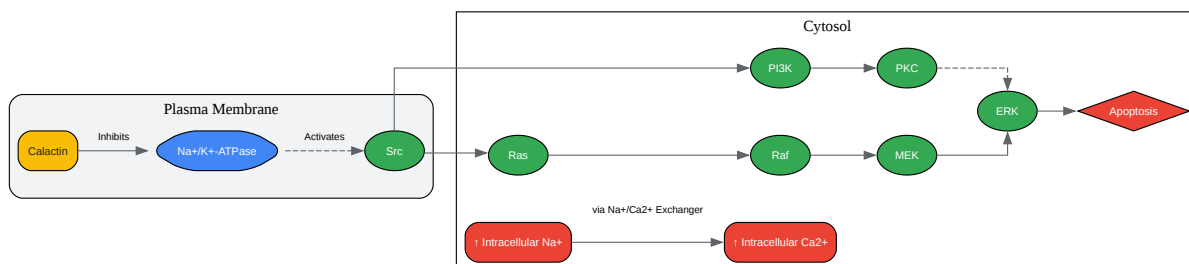 Cytosol
PI3K
PKC
Plasma Membrane
ERK
Apoptosis
Inhibits
Activates
Calactin
Na+/K+-ATPase
Src
Ras
Raf
MEK
via Na+/Ca2+ Exchanger
↑ Intracellular Na+
↑ Intracellular Ca2+